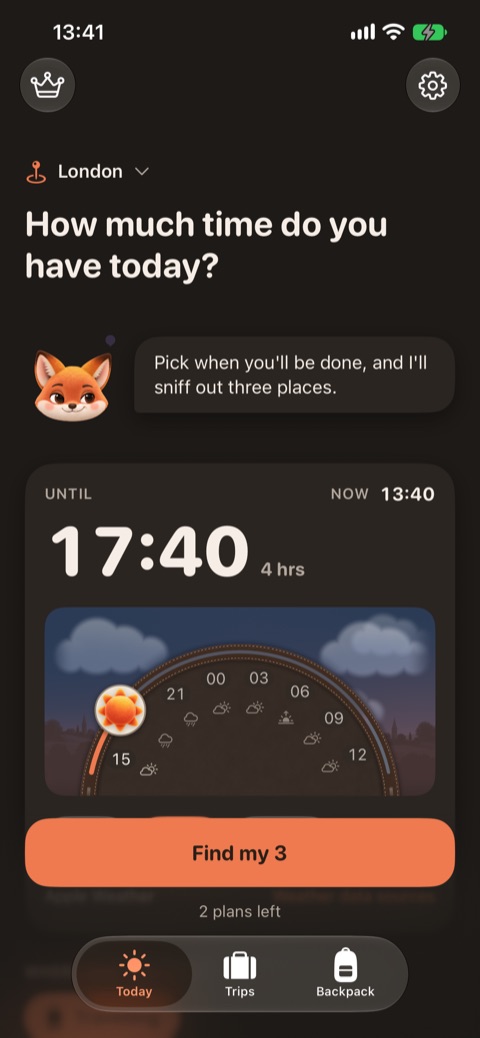 13:41
London
How much time do you
have today?
Pick when you'll be done, and I'll
sniff out three places.
UNTIL
NOW 13:40
17:40 4 hrs
00 03
21 06
09
15 12
Find my 3
2 plans left
Today Trips Backpack